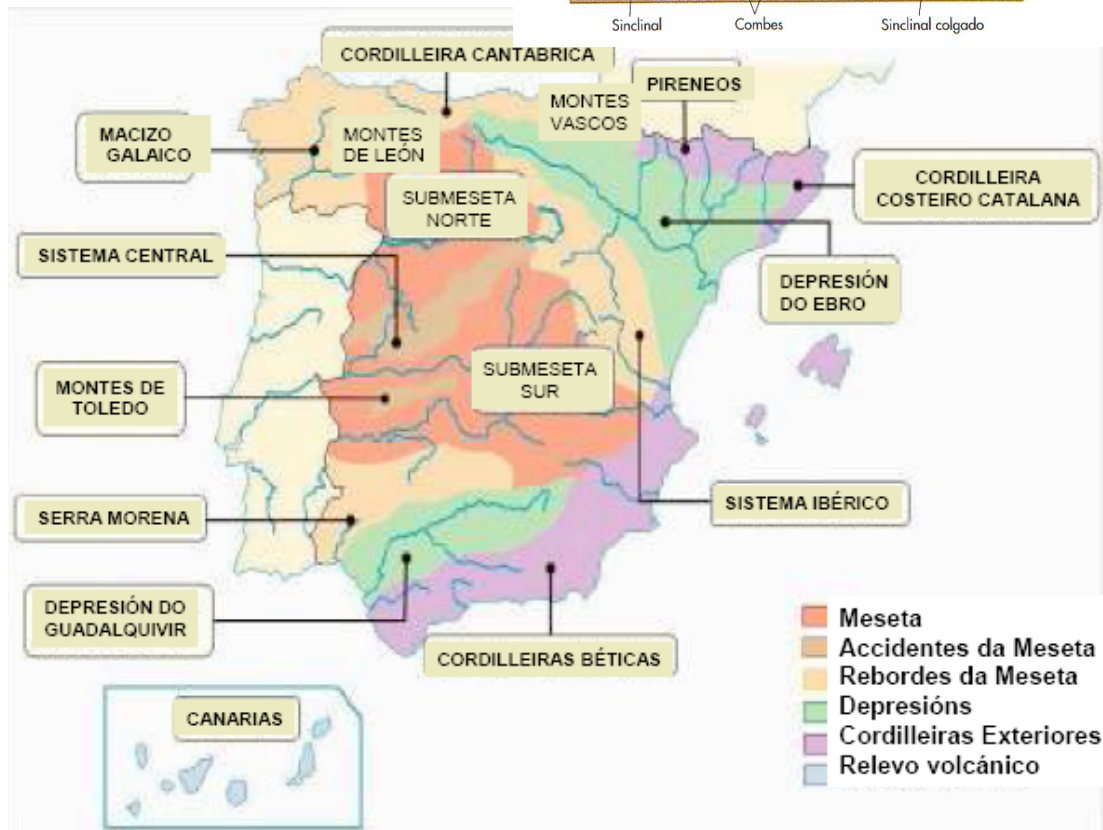 Sinclinal
Combes
Sinclinal colgado
CORDILLEIRA CANTABRICA
PIRENEOS
MONTES
VASCOS
MACIZO
GALAICO
MONTES
DE LEÓN
CORDILLEIRA
COSTEIRO CATALANA
SUBMESETA
NORTE
SISTEMA CENTRAL
DEPRESIÓN
DO EBRO
MONTES DE
TOLEDO
SUBMESETA
SUR
SERRA MORENA
SISTEMA IBÉRICO
DEPRESIÓN DO
GUADALQUIVIR
CORDILLEIRAS BÉTICAS
CANARIAS
Meseta
Accidentes da Meseta
Rebordes da Meseta
Depresións
Cordilleiras Exteriores
Relevo volcánico